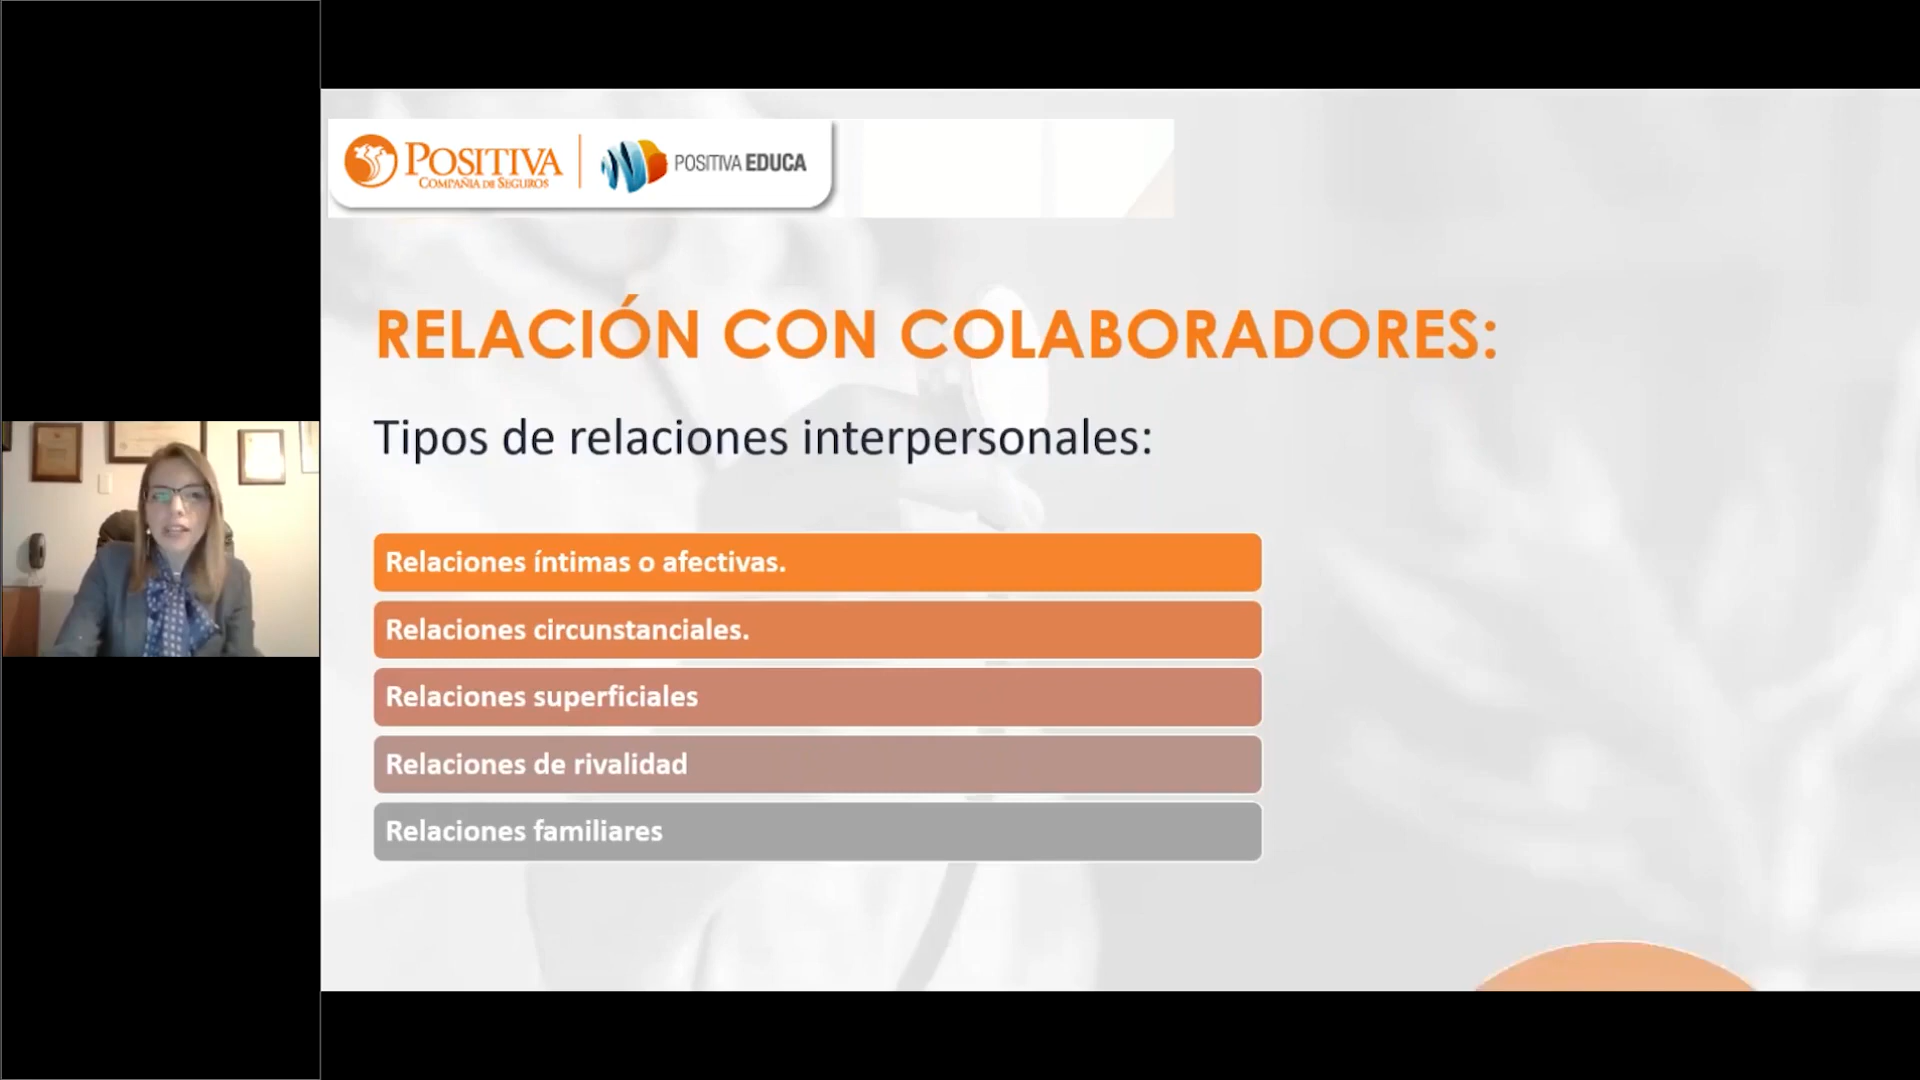 POSITIVA
COMPAÑÍA DE SEGUROS
POSITIVA EDUCA
RELACIÓN CON COLABORADORES:
Tipos de relaciones interpersonales:
Relaciones íntimas o afectivas.
Relaciones circunstanciales.
Relaciones superficiales
Relaciones de rivalidad
Relaciones familiares